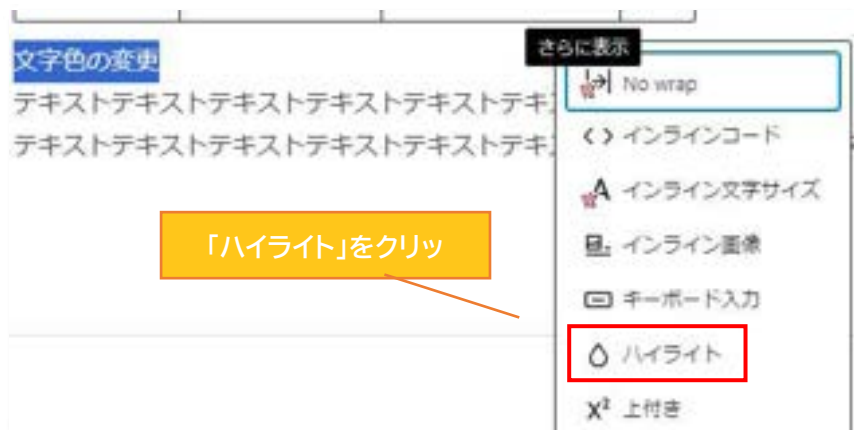 さらに表示
文字色の変更
テキストテキストテキストテキストテキストテキ
テキストテキストテキストテキストテキストテキ
No wrap
インラインコード
インライン文字サイズ
インライン画像
キーボード入力
ハイライト
上付き
「ハイライト」をクリッ